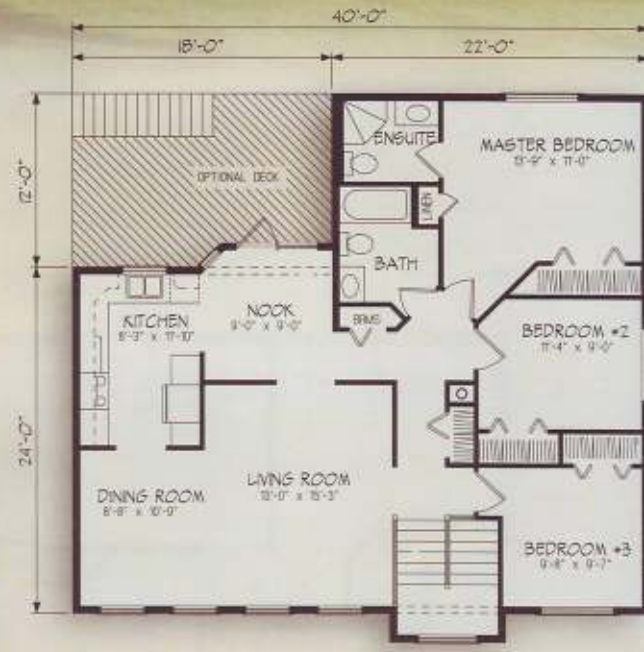 40'-0"
18'-0"
22'-0"
12'-0"
24'-0"
ENSUITE
MASTER BEDROOM
13'-9" x 11'-0"
OPTIONAL DECK
LINEN
BATH
KITCHEN
8'-3" x 11'-10"
NOOK
9'-0" x 9'-0"
BRMS
BEDROOM #2
11'-4" x 9'-0"
DINING ROOM
8'-8" x 10'-9"
LIVING ROOM
13'-0" x 15'-3"
BEDROOM #3
9'-8" x 9'-7"